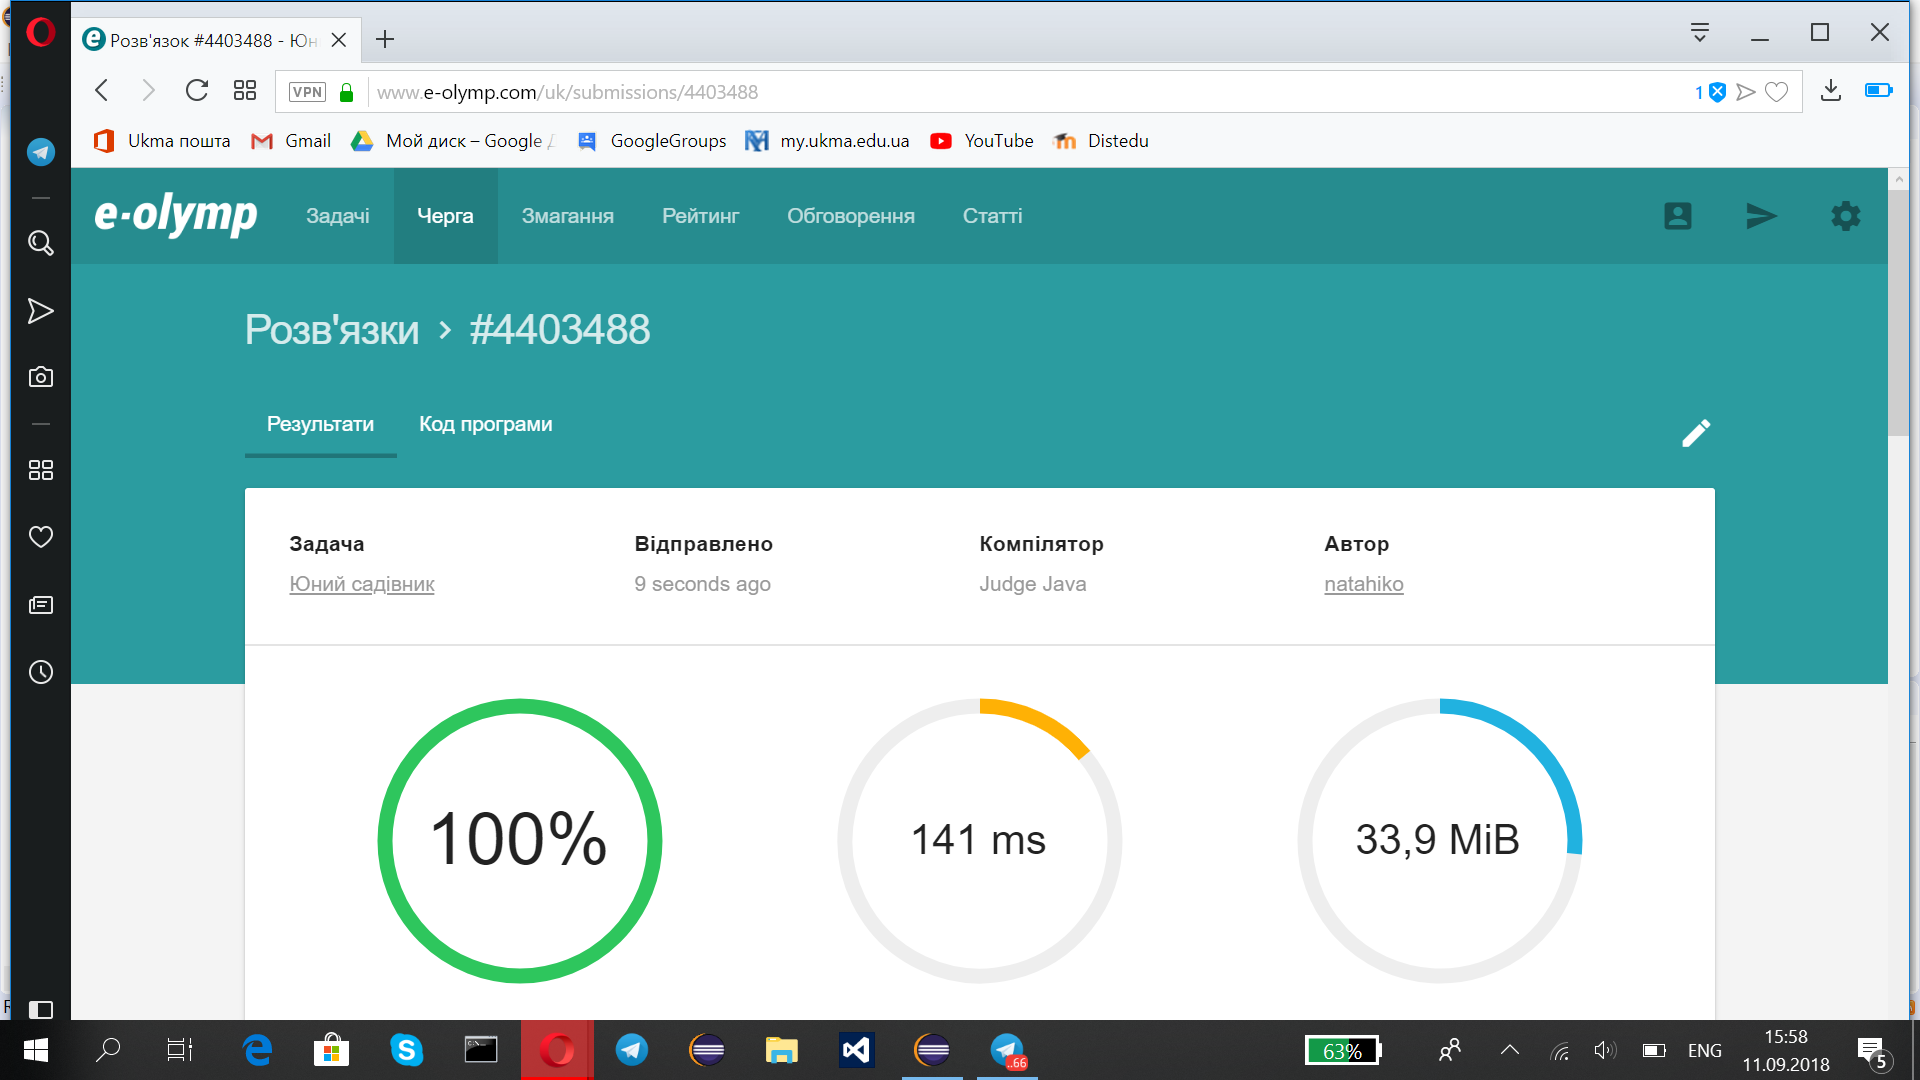 Розв'язок #4403488 - Юн
VPN
www.e-olymp.com/uk/submissions/4403488
1
Ukma пошта
Gmail
Мой диск – Google
GoogleGroups
my.ukma.edu.ua
YouTube
Distedu
e-olymp
Задачі
Черга
Змагання
Рейтинг
Обговорення
Статті
Розв'язки › #4403488
Результати
Код програми
Задача
Відправлено
Компілятор
Автор
Юний садівник
9 seconds ago
Judge Java
natahiko
100%
141 ms
33,9 MiB
63%
ENG
15:58
11.09.2018
5
..66